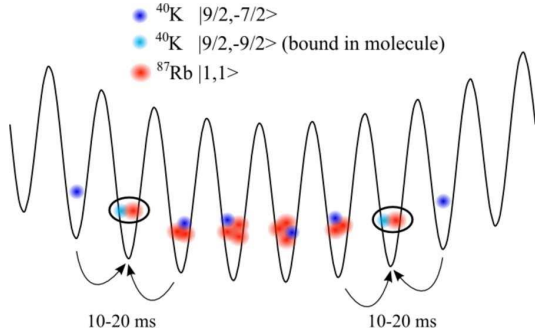 ⁴⁰K |9/2,-7/2>
⁴⁰K |9/2,-9/2> (bound in molecule)
⁸⁷Rb |1,1>
10-20 ms 10-20 ms